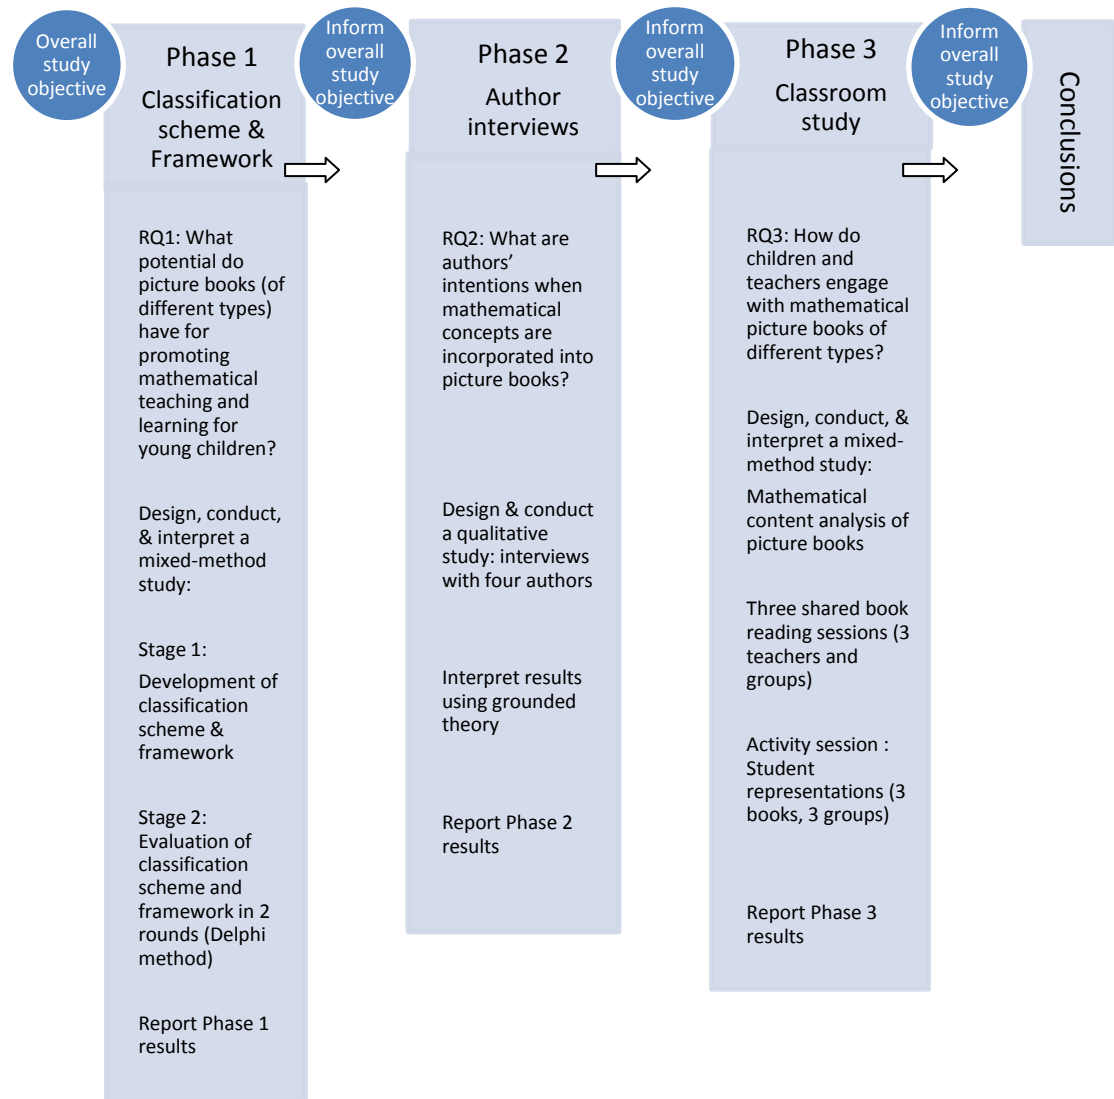 Overall
study
objective
Phase 1
Classification
scheme &
Framework
RQ1: What
potential do
picture books (of
different types)
have for
promoting
mathematical
teaching and
learning for
young children?
Design, conduct,
& interpret a
mixed-method
study:
Stage 1:
Development of
classification
scheme &
framework
Stage 2:
Evaluation of
classification
scheme and
framework in 2
rounds (Delphi
method)
Report Phase 1
results
Inform
overall
study
objective
Phase 2
Author
interviews
RQ2: What are
authors'
intentions when
mathematical
concepts are
incorporated into
picture books?
Design & conduct
a qualitative
study: interviews
with four authors
Interpret results
using grounded
theory
Report Phase 2
results
Inform
overall
study
objective
Phase 3
Classroom
study
RQ3: How do
children and
teachers engage
with mathematical
picture books of
different types?
Design, conduct, &
interpret a mixed-
method study:
Mathematical
content analysis of
picture books
Three shared book
reading sessions (3
teachers and
groups)
Activity session :
Student
representations (3
books, 3 groups)
Report Phase 3
results
Inform
overall
study
objective
Conclusions